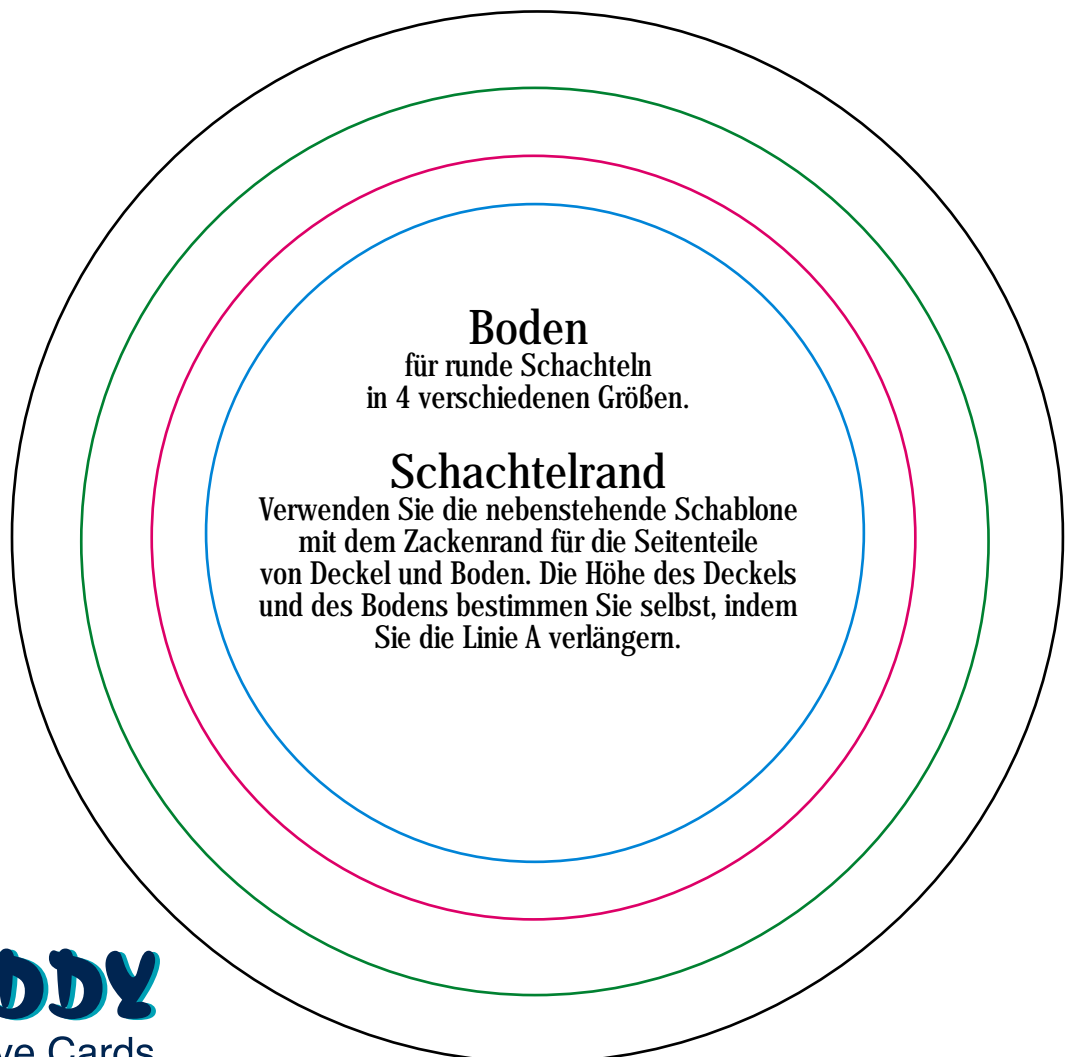 Boden
für runde Schachteln
in 4 verschiedenen Größen.
Schachtelrand
Verwenden Sie die nebenstehende Schablone
mit dem Zackenrand für die Seitenteile
von Deckel und Boden. Die Höhe des Deckels
und des Bodens bestimmen Sie selbst, indem
Sie die Linie A verlängern.
Cards